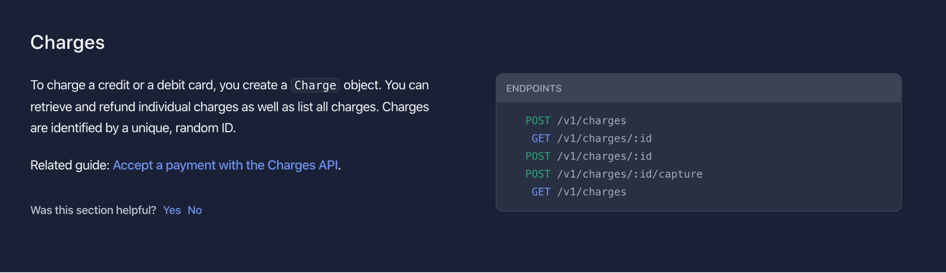 Charges
To charge a credit or a debit card, you create a Charge object. You can
retrieve and refund individual charges as well as list all charges. Charges
are identified by a unique, random ID.
Related guide: Accept a payment with the Charges API.
Was this section helpful? Yes No
ENDPOINTS
POST /v1/charges
GET /v1/charges/:id
POST /v1/charges/:id
POST /v1/charges/:id/capture
GET /v1/charges